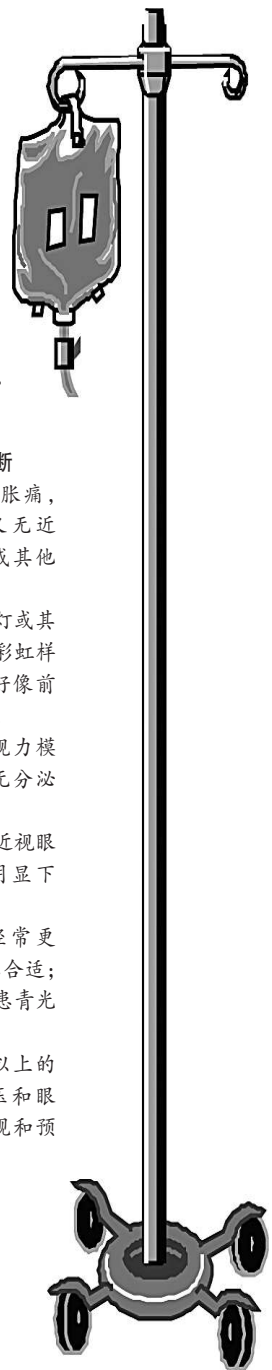 断
胀痛，
又无近
或其他
灯或其
彩虹样
好像前
视力模
无分泌
近视眼
明显下
经常更
合适；
患青光
以上的
压和眼
现和预